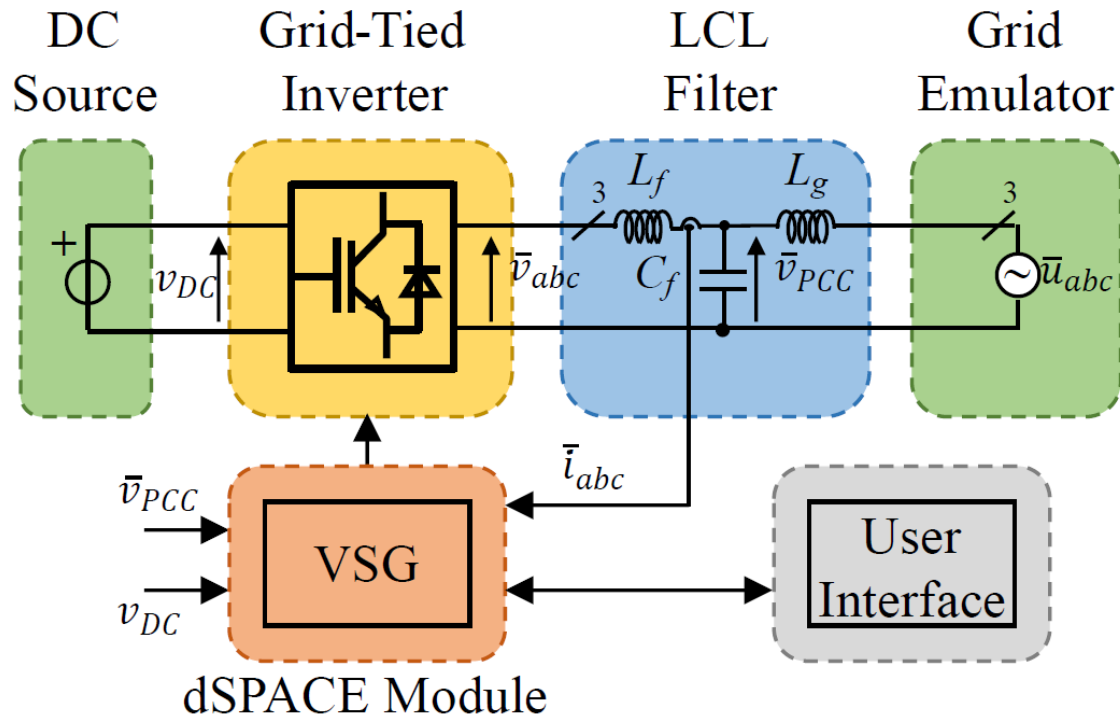 DC
Source
Grid-Tied
Inverter
LCL
Filter
Grid
Emulator
+
v_DC
v̄_abc
3
L_f
C_f
L_g
v̄_PCC
3
~
ū_abc
ī_abc
v̄_PCC
v_DC
VSG
dSPACE Module
User
Interface